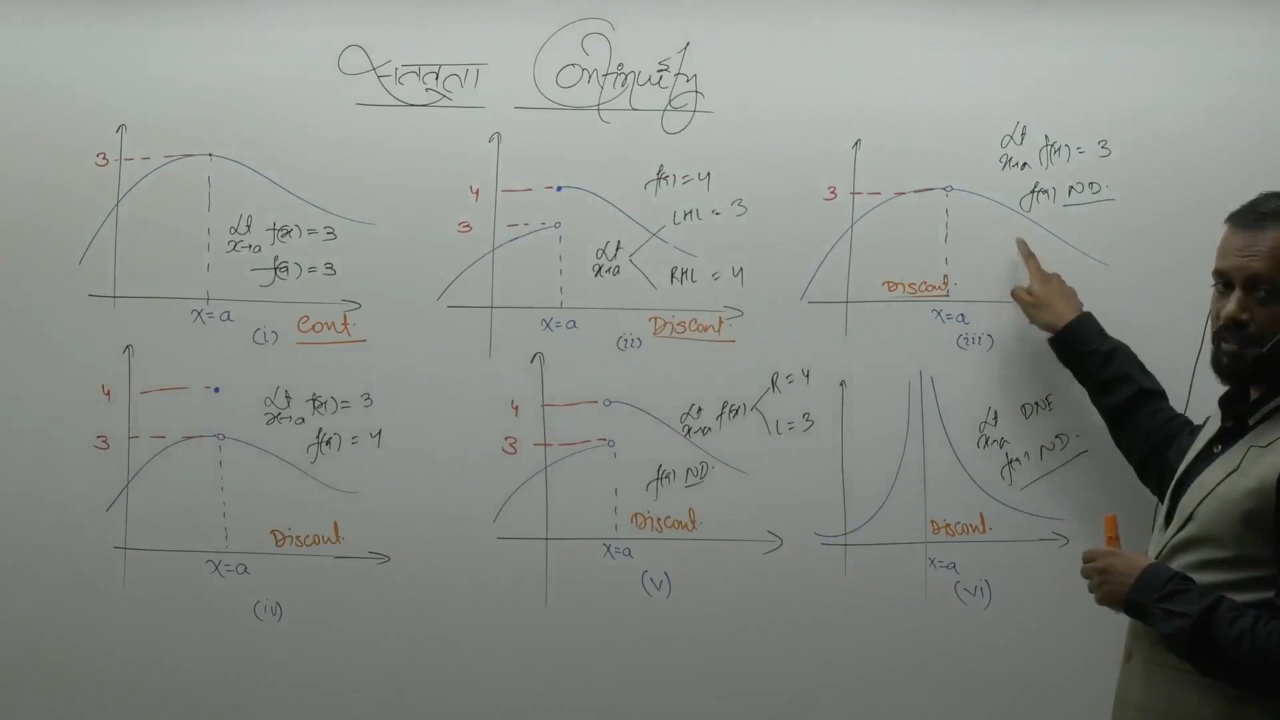 सततता Continuity
3
Lt x→a f(x) = 3
f(a) = 3
x=a
(i) Cont.
4
3
f(a) = 4
LHL = 3
Lt x→a
RHL = 4
x=a
(ii) Discont.
Lt x→a f(x) = 3
f(a) ND.
3
Discont.
x=a
(iii)
4
3
Lt x→a f(x) = 3
f(a) = 4
Discont.
x=a
(iv)
4
3
Lt x→a f(x)
R = 4
L = 3
f(a) ND.
Discont.
x=a
(v)
Lt x→a DNE
f(a) ND.
Discont.
x=a
(vi)